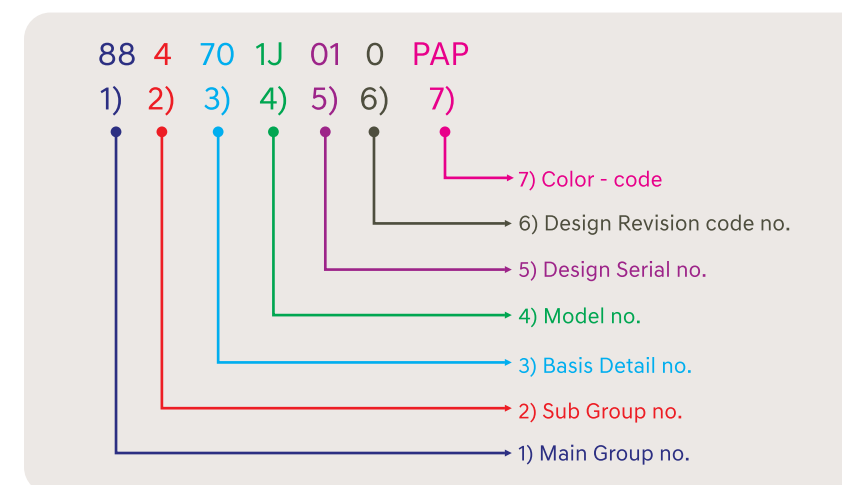 88 4 70 1J 01 0 PAP
1) 2) 3) 4) 5) 6) 7)
7) Color - code
6) Design Revision code no.
5) Design Serial no.
4) Model no.
3) Basis Detail no.
2) Sub Group no.
1) Main Group no.